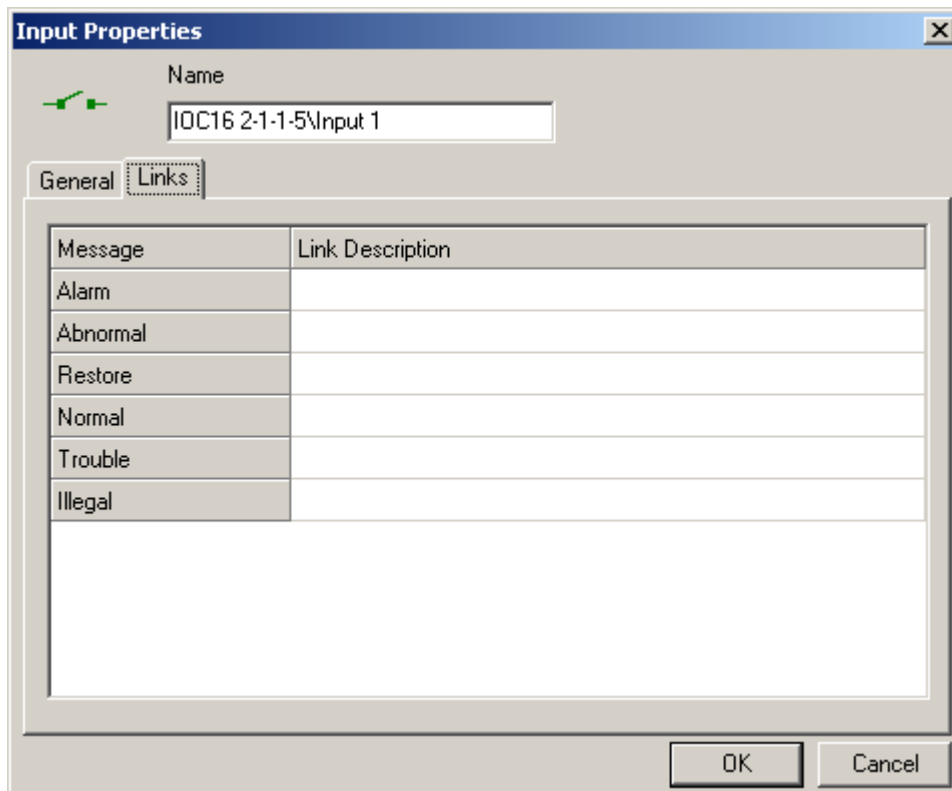 Input Properties
Name
IOC16 2-1-1-5\Input 1
General Links
Message Link Description
Alarm
Abnormal
Restore
Normal
Trouble
Illegal
OK Cancel